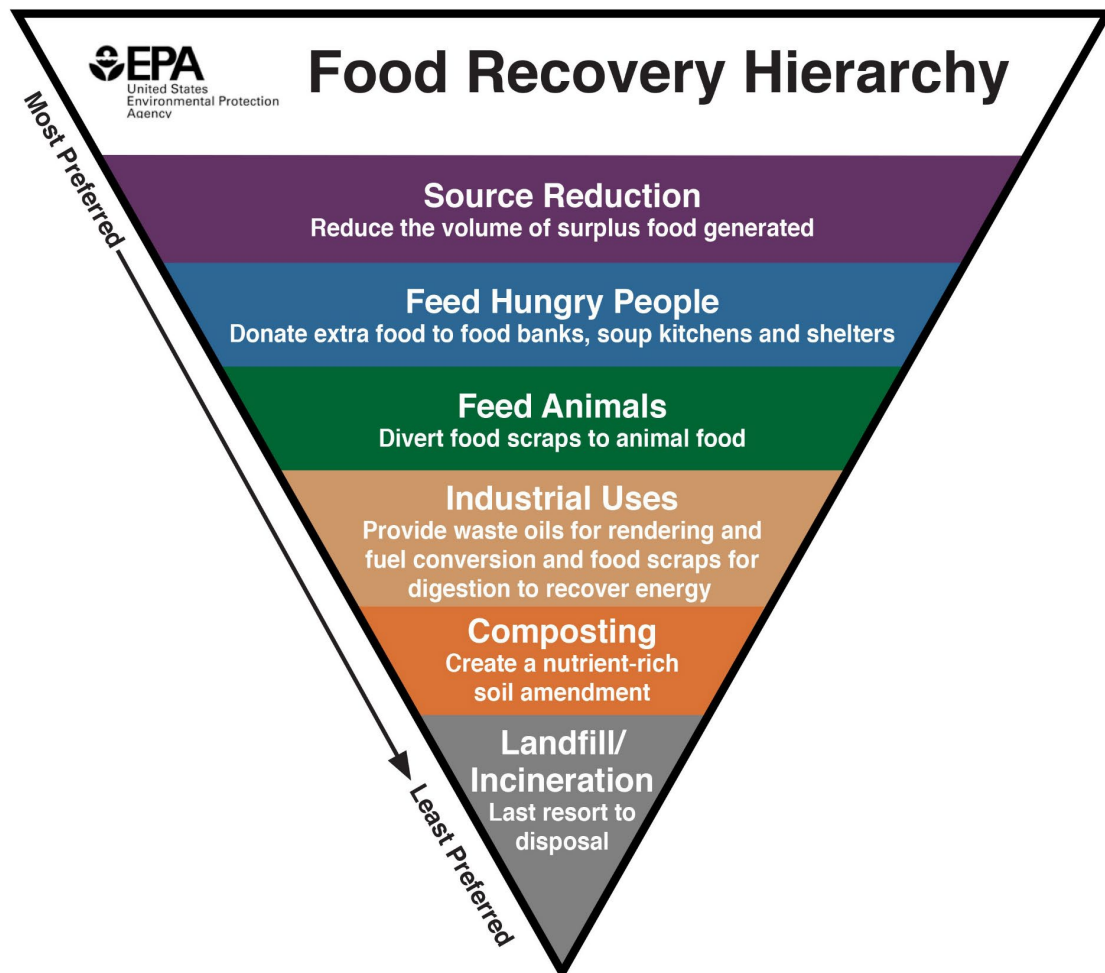 EPA
United States
Environmental Protection
Agency
Food Recovery Hierarchy
Most Preferred
Source Reduction
Reduce the volume of surplus food generated
Feed Hungry People
Donate extra food to food banks, soup kitchens and shelters
Feed Animals
Divert food scraps to animal food
Industrial Uses
Provide waste oils for rendering and
fuel conversion and food scraps for
digestion to recover energy
Composting
Create a nutrient-rich
soil amendment
Landfill/
Incineration
Last resort to
disposal
Least Preferred